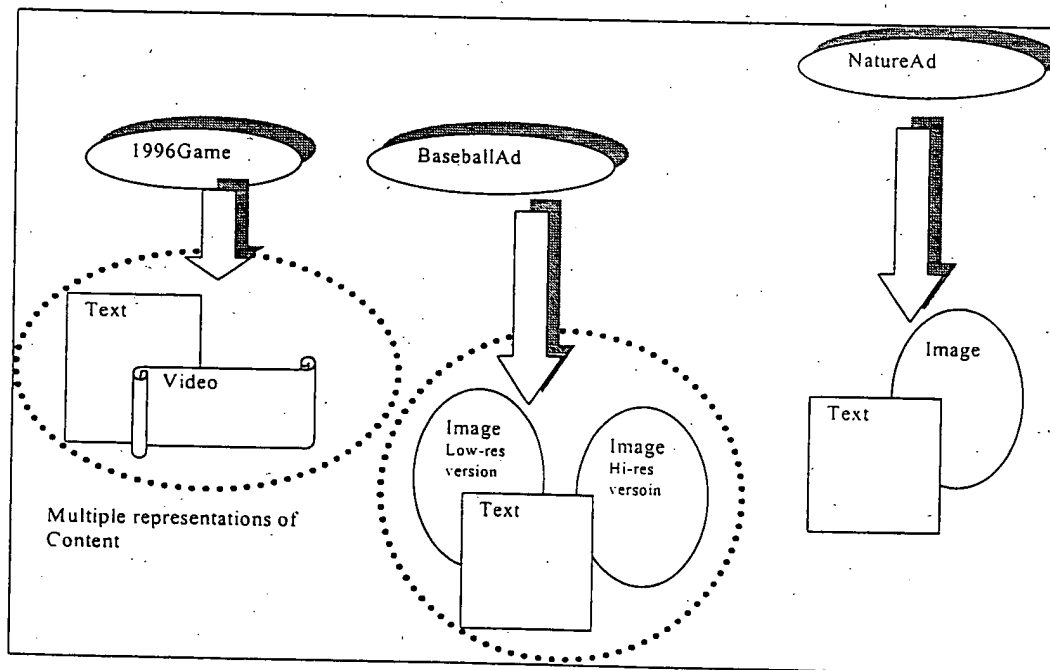 NatureAd
1996Game
BaseballAd
Text
Video
Image
Low-res
version
Image
Hi-res
versoin
Text
Image
Text
Multiple representations of
Content